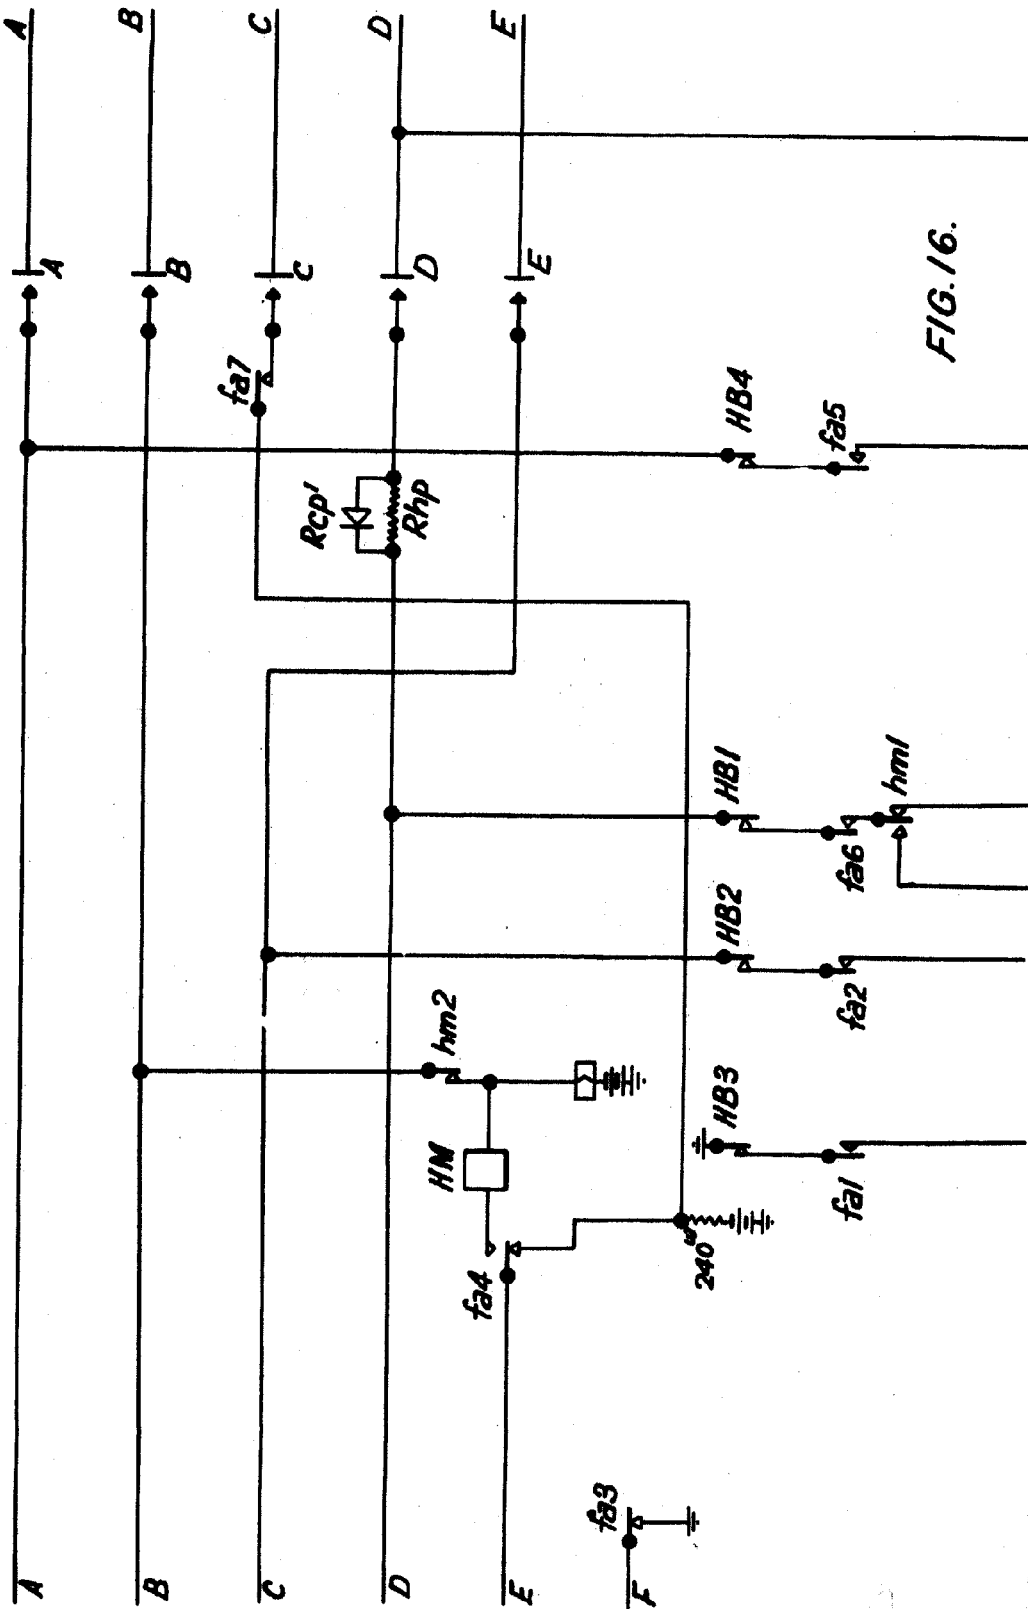 A
B
C
D
E
A
B
C
D
E
fa7
Rcp'
Rhp
HB4
fa5
FIG. 16.
HB1
fa6
hm1
HB2
fa2
hm2
HM
HB3
fa1
fa4
240
ω
fa3
A
B
C
D
E
F